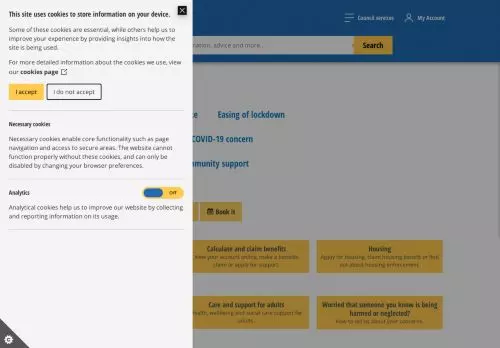 This site uses cookies to store information on your device.
Some of these cookies are essential, while others help us to
improve your experience by providing insights into how the
site is being used.
For more detailed information about the cookies we use, view
our cookies page
I accept
I do not accept
Necessary cookies
Necessary cookies enable core functionality such as page
navigation and access to secure areas. The website cannot
function properly without these cookies, and can only be
disabled by changing your browser preferences.
Analytics
Off
Analytical cookies help us to improve our website by collecting
and reporting information on its usage.
Council services
My Account
advice and more..
Search
Easing of lockdown
COVID-19 concern
support
Book it
Calculate and claim benefits
View your account online, make a benefits
claim or apply for support.
Housing
Apply for housing, claim housing benefit or find
out about housing enforcement.
Care and support for adults
wellbeing and social care support for
adults.
Worried that someone you know is being
harmed or neglected?
How to tell us about your concerns.